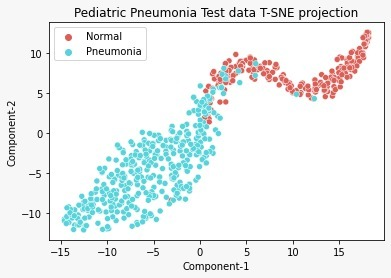 Pediatric Pneumonia Test data T-SNE projection
Normal
Pneumonia
10
5
0
−5
−10
Component-2
−15
−10
−5
0
5
10
15
Component-1